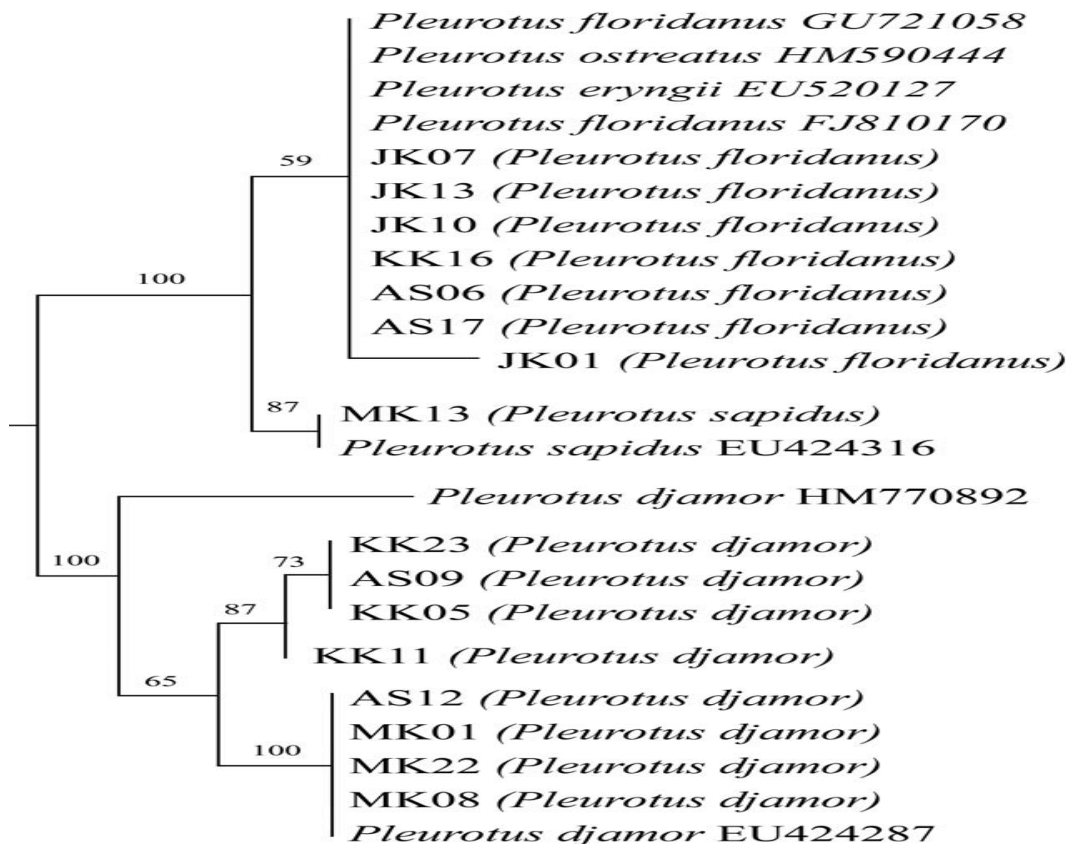 Pleurotus floridanus GU721058
Pleurotus ostreatus HM590444
Pleurotus eryngii EU520127
Pleurotus floridanus FJ810170
59
JK07 (Pleurotus floridanus)
JK13 (Pleurotus floridanus)
JK10 (Pleurotus floridanus)
KK16 (Pleurotus floridanus)
100
AS06 (Pleurotus floridanus)
AS17 (Pleurotus floridanus)
JK01 (Pleurotus floridanus)
87
MK13 (Pleurotus sapidus)
Pleurotus sapidus EU424316
Pleurotus djamor HM770892
100
KK23 (Pleurotus djamor)
73
AS09 (Pleurotus djamor)
KK05 (Pleurotus djamor)
87
KK11 (Pleurotus djamor)
65
AS12 (Pleurotus djamor)
MK01 (Pleurotus djamor)
100
MK22 (Pleurotus djamor)
MK08 (Pleurotus djamor)
Pleurotus djamor EU424287